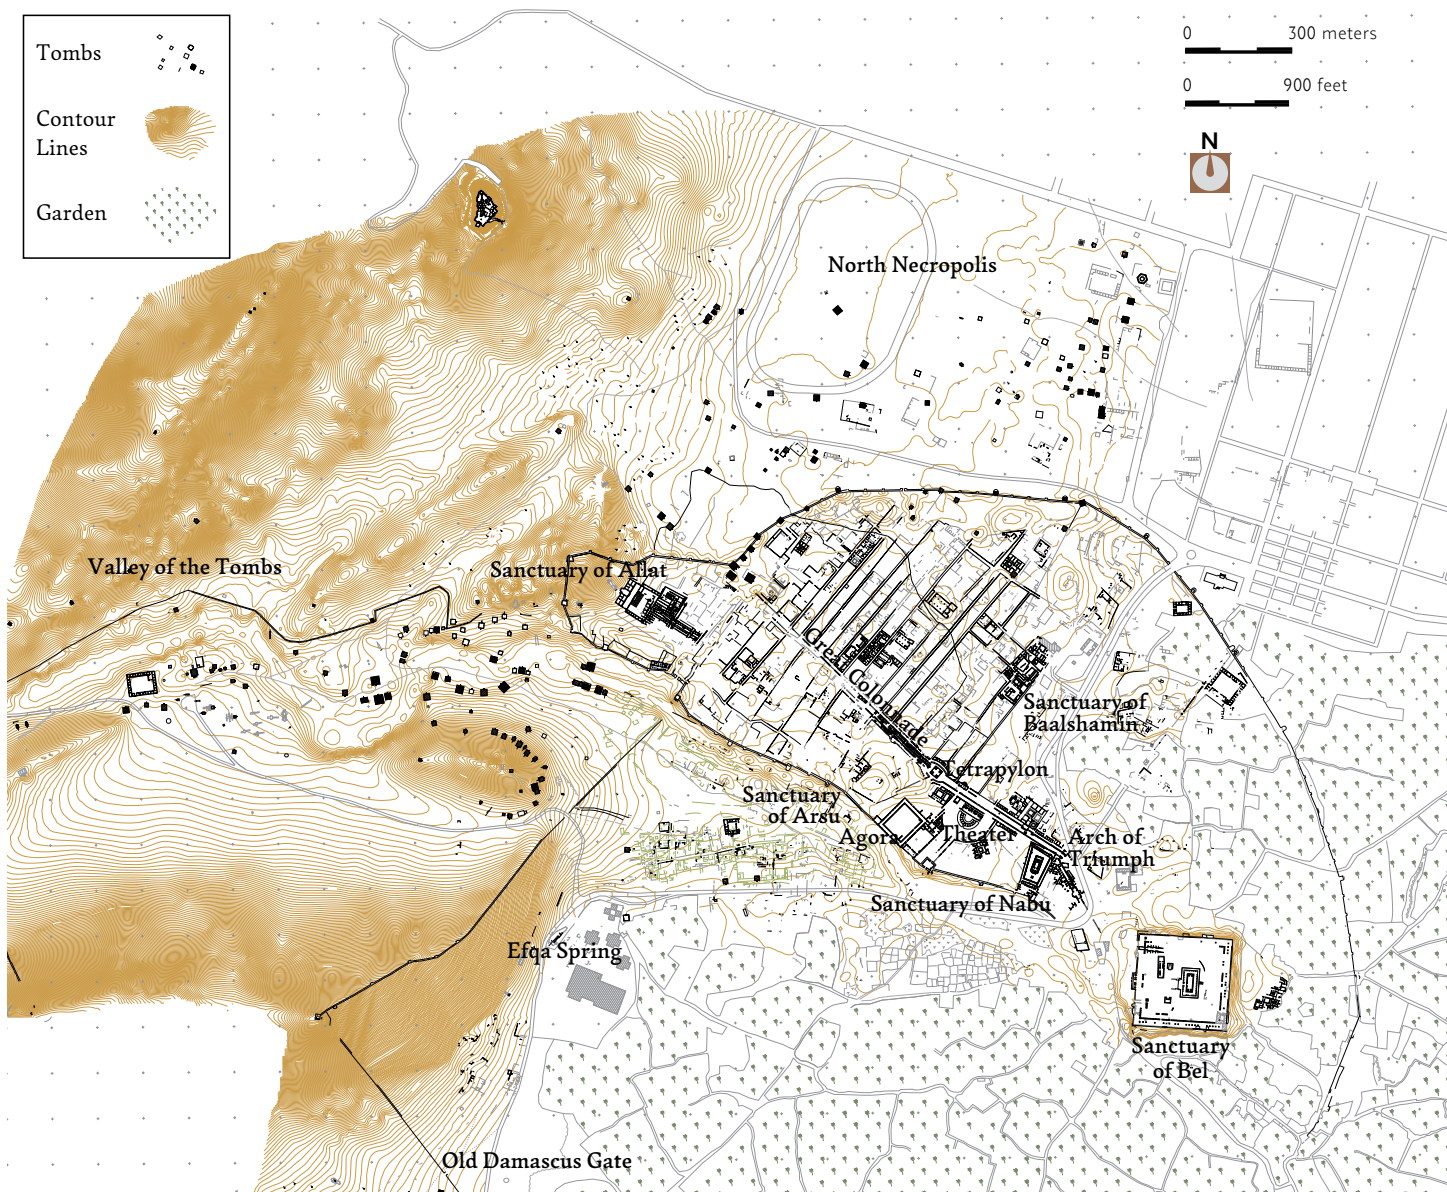 Tombs
Contour
Lines
Garden
0 300 meters
0 900 feet
N
North Necropolis
Valley of the Tombs
Sanctuary of Allat
Great Colonnade
Sanctuary of
Baalshamin
Tetrapylon
Sanctuary
of Arsu
Agora
Theater
Arch of
Triumph
Sanctuary of Nabu
Efqa Spring
Sanctuary
of Bel
Old Damascus Gate